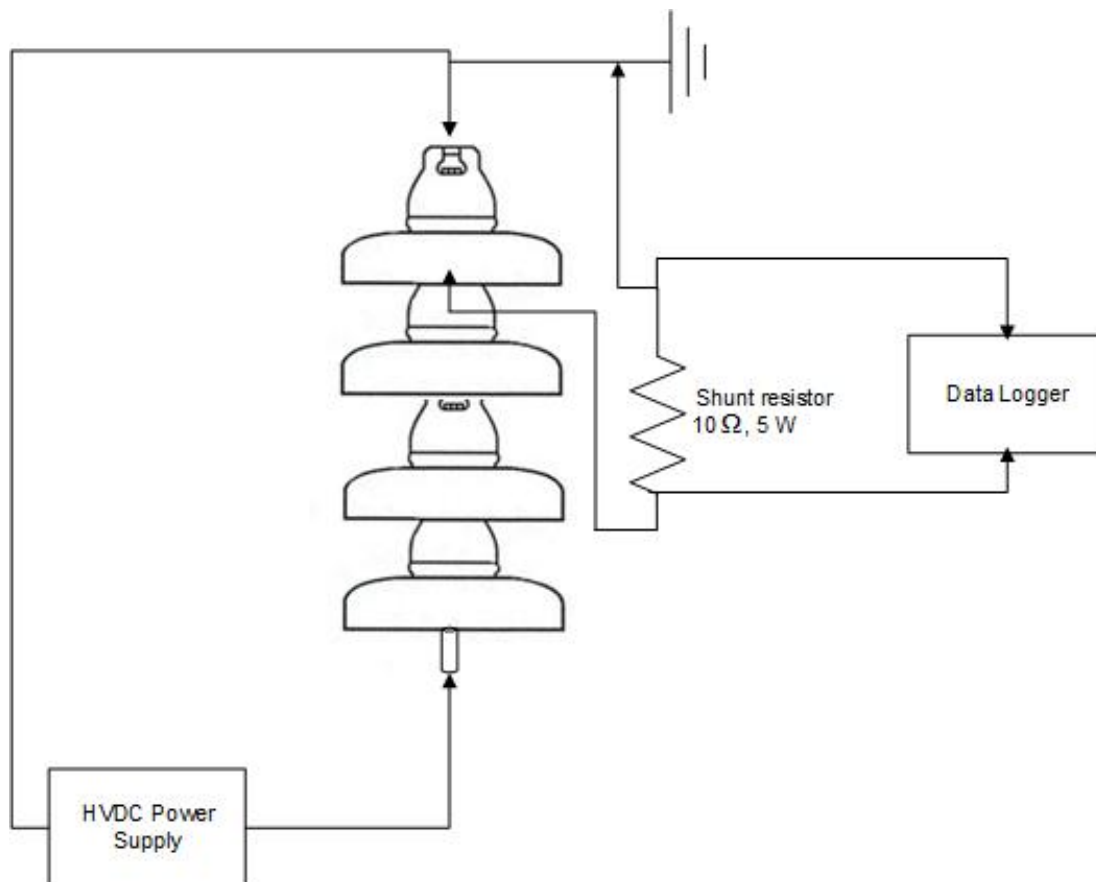 Shunt resistor
10 Ω, 5 W
Data Logger
HVDC Power
Supply